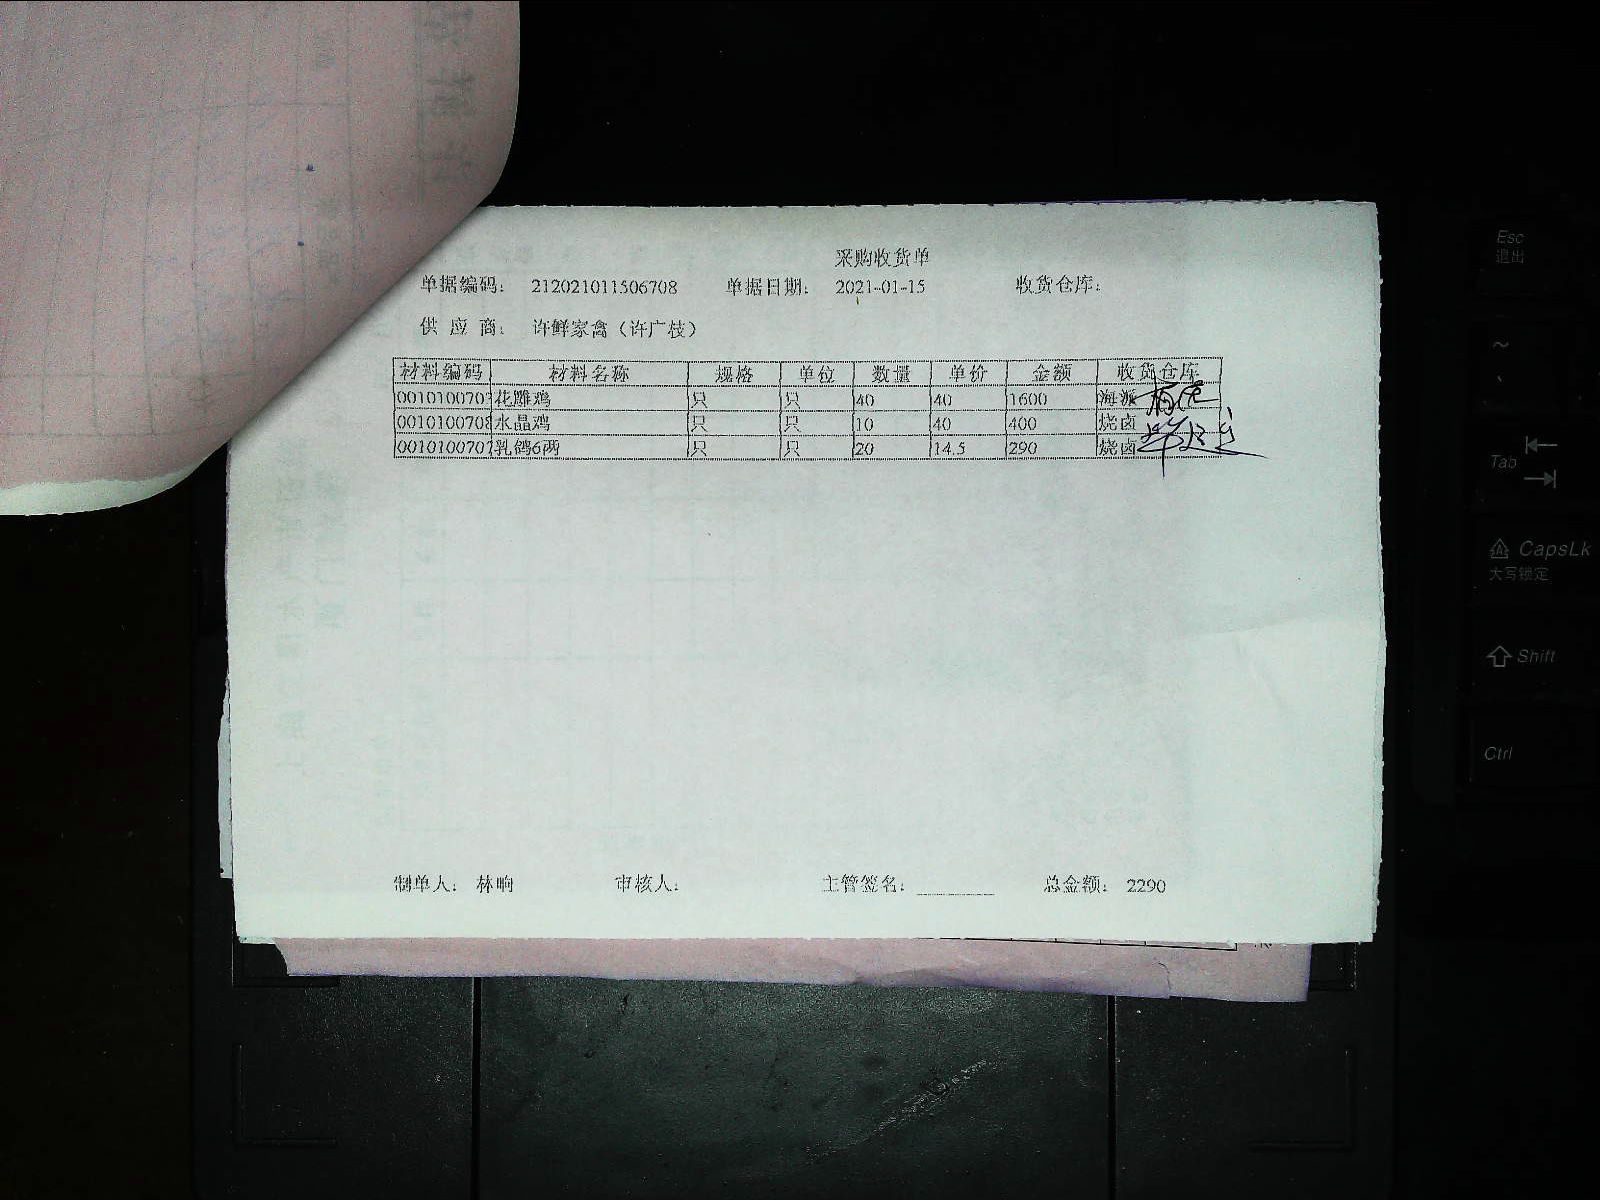 采购收货单
单据编码： 212021011506708 单据日期： 2021-01-15 收货仓库：
供 应 商： 许鲜家禽（许广枝）
材料编码 材料名称 规格 单位 数量 单价 金额 收货仓库
001010070 花雕鸡 只 只 40 40 1600 海派
0010100708 水晶鸡 只 只 10 40 400 烧卤
0010100707 乳鸽6两 只 只 20 14.5 290 烧卤
制单人： 林晌 审核人： 主管签名： 总金额： 2290
Esc
退出
~
Tab
CapsLk
大写锁定
Shift
Ctrl